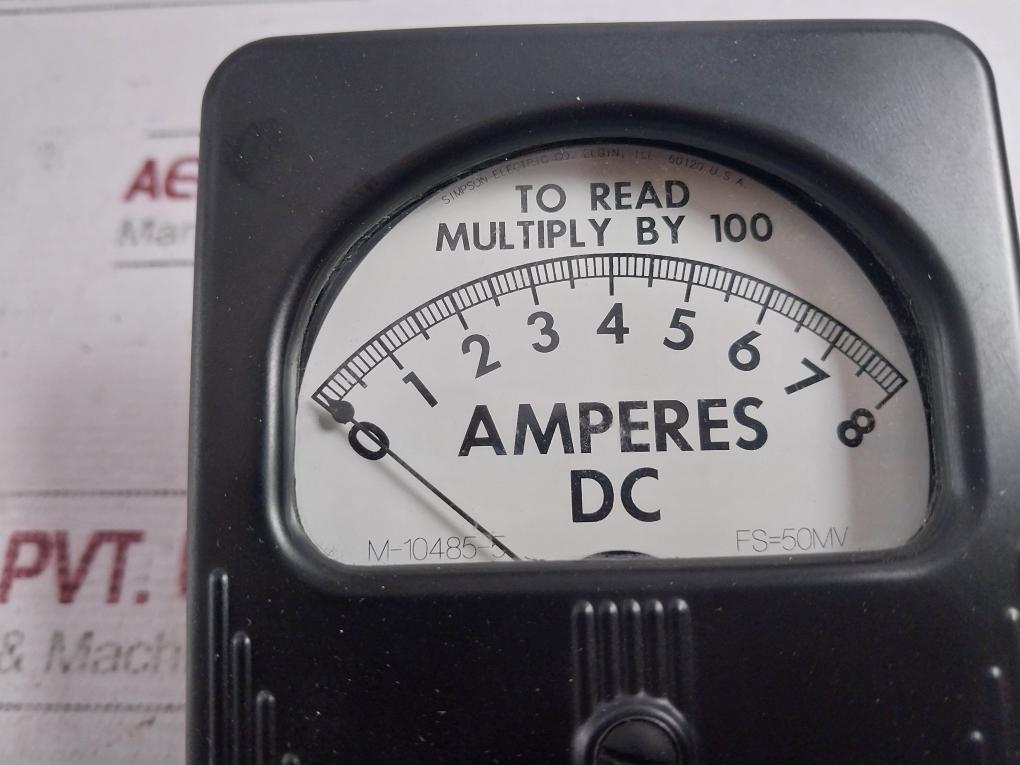 SIMPSON ELECTRIC CO. ELGIN, ILL. 60120 U.S.A.
TO READ
MULTIPLY BY 100
0 1 2 3 4 5 6 7 8
AMPERES
DC
M-10485-5
FS=50MV
AE
Mar
PVT.
& Mach